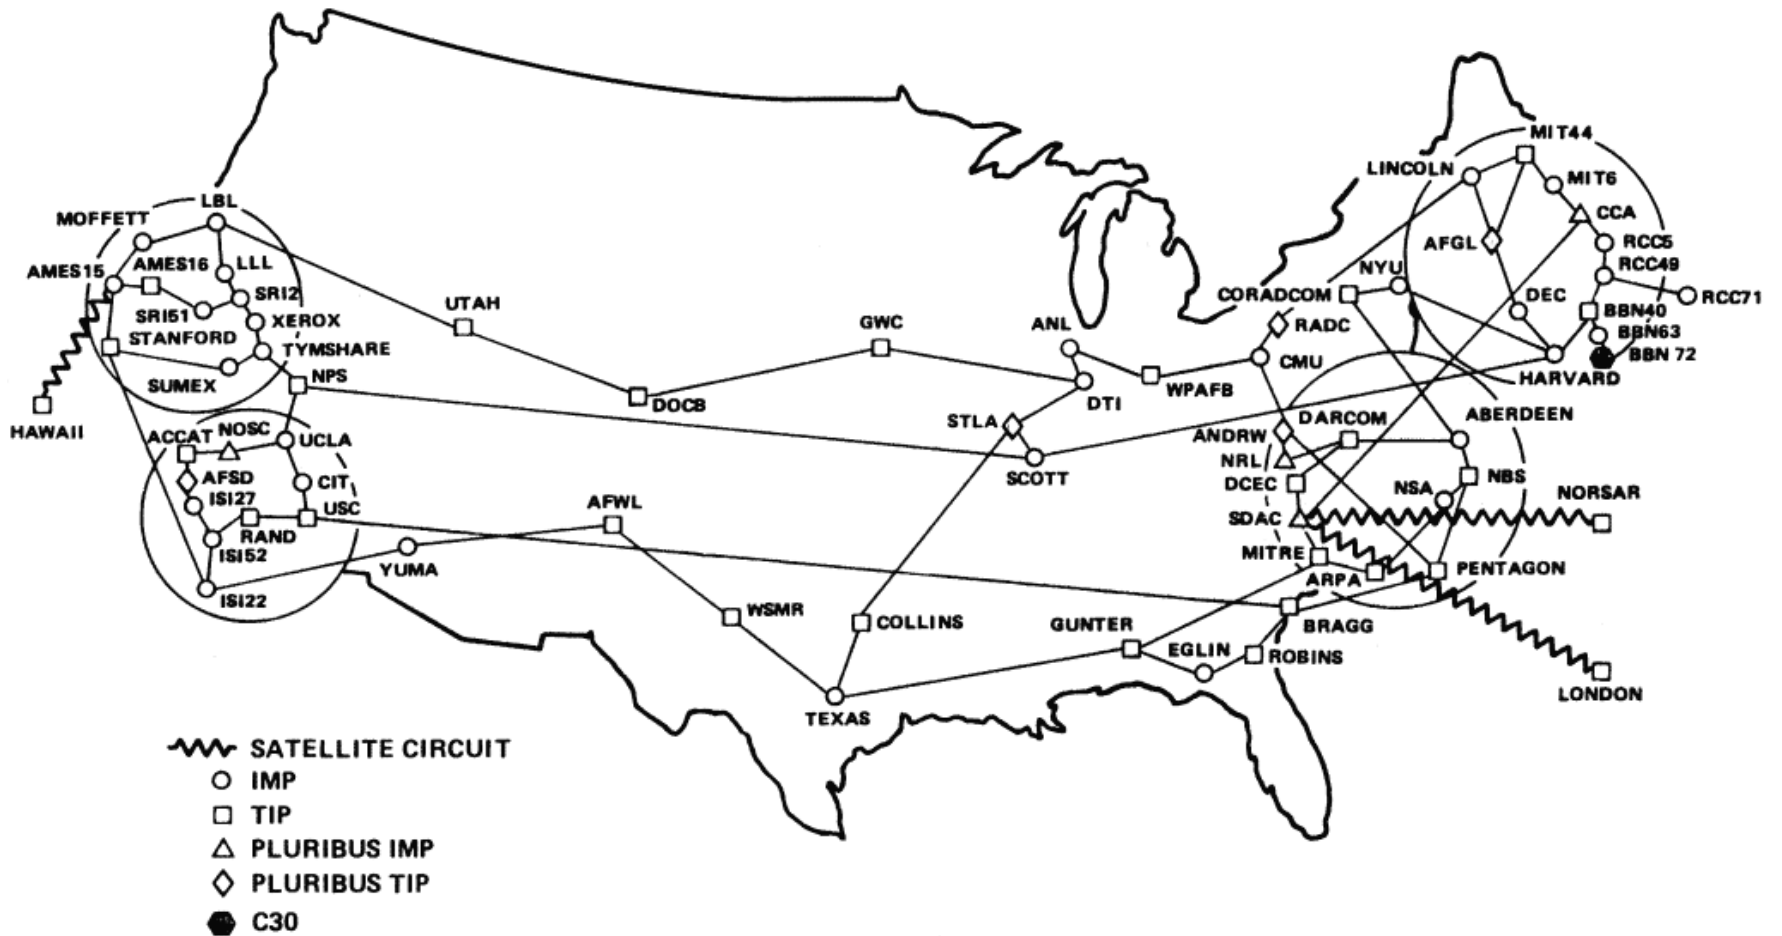 MIT44
LINCOLN
MIT6
CCA
LBL
MOFFETT
AFGL
RCC5
AMES15
AMES16
LLL
NYU
RCC49
SRI2
CORADCOM
DEC
RCC71
UTAH
SRI51
XEROX
ANL
GWC
RADC
BBN40
STANFORD
BBN63
TYMSHARE
BBN 72
CMU
SUMEX
NPS
WPAFB
HARVARD
DOCB
DTI
HAWAII
STLA
DARCOM
ABERDEEN
ACCAT
NOSC
UCLA
ANDRW
NRL
SCOTT
AFSD
CIT
DCEC
NBS
ISI27
NSA
NORSAR
AFWL
USC
SDAC
RAND
ISI52
MITRE
YUMA
ARPA
PENTAGON
ISI22
WSMR
COLLINS
GUNTER
BRAGG
EGLIN
ROBINS
LONDON
TEXAS
SATELLITE CIRCUIT
IMP
TIP
PLURIBUS IMP
PLURIBUS TIP
C30